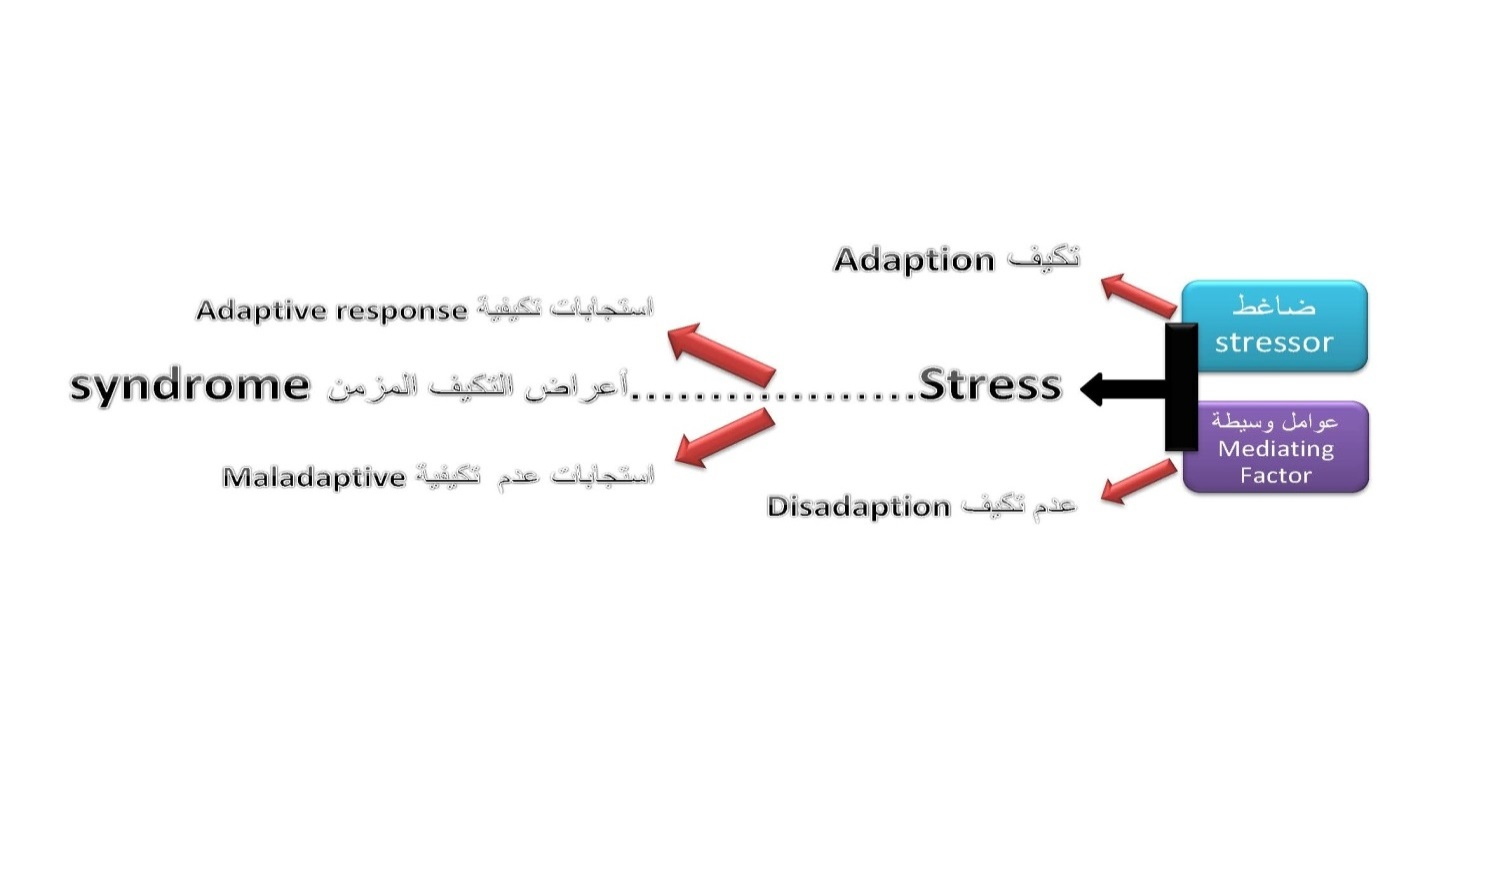 ضاغط
stressor
عوامل وسيطة
Mediating
Factor
تكيف Adaption
Stress..................أعراض التكيف المزمن syndrome
عدم تكيف Disadaption
استجابات تكيفية Adaptive response
استجابات عدم تكيفية Maladaptive